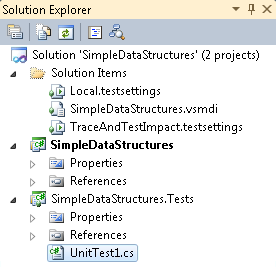 Solution Explorer
Solution 'SimpleDataStructures' (2 projects)
Solution Items
Local.testsettings
SimpleDataStructures.vsmdi
TraceAndTestImpact.testsettings
SimpleDataStructures
Properties
References
SimpleDataStructures.Tests
Properties
References
UnitTest1.cs